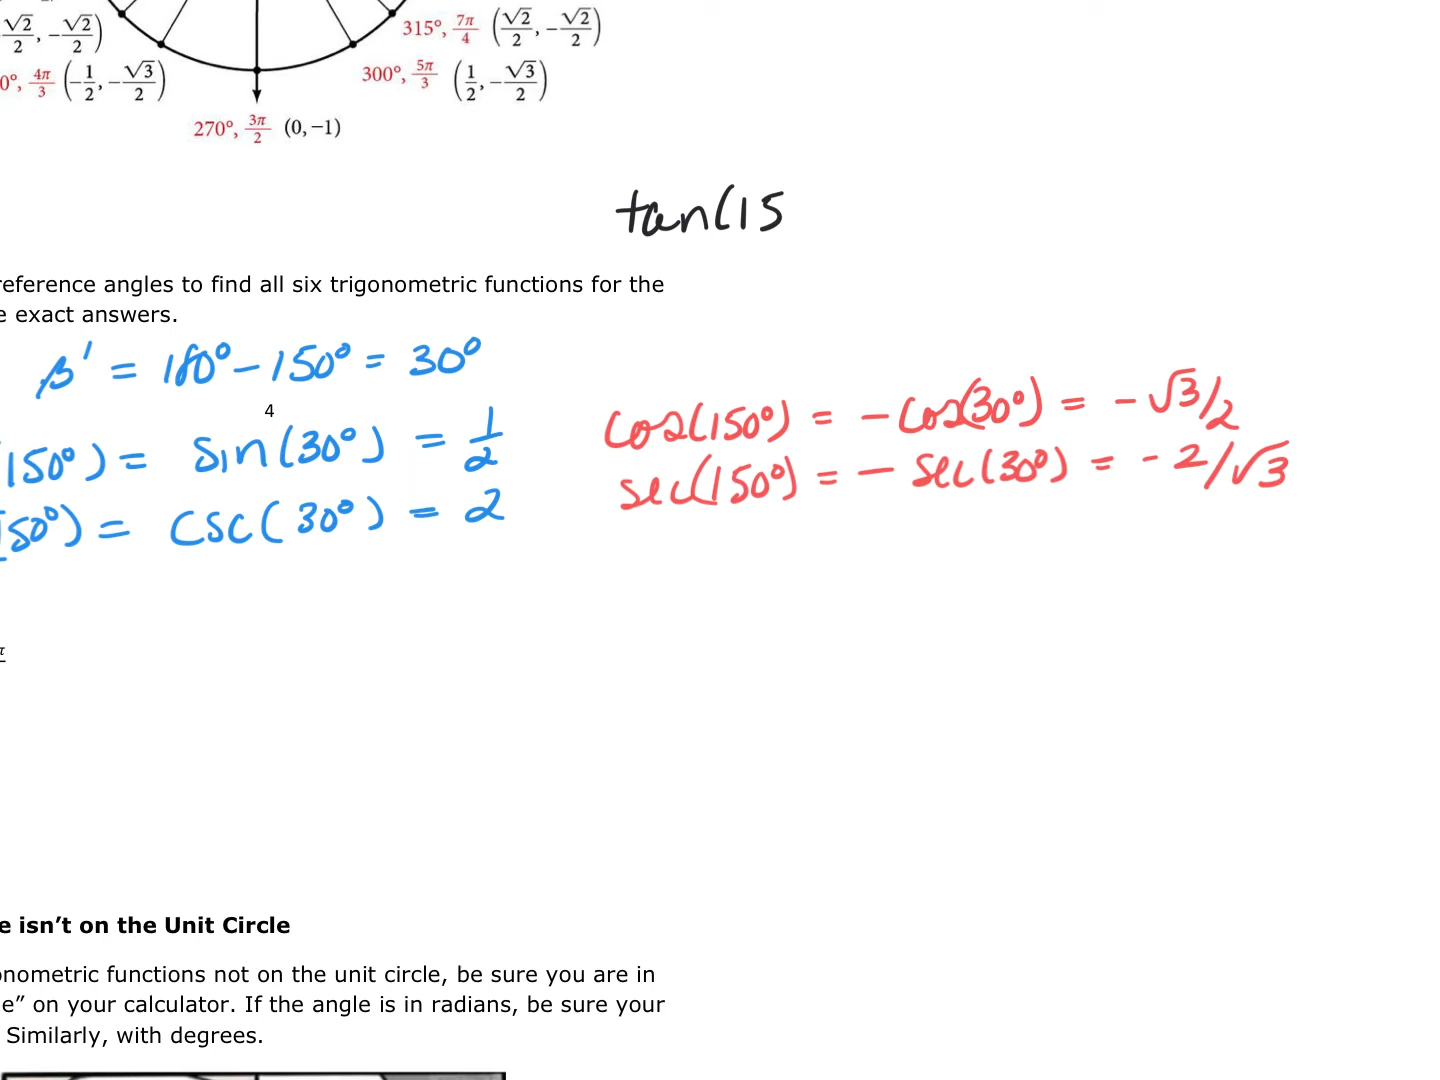 √2/2, -√2/2)
315°, 7π/4 (√2/2, -√2/2)
0°, 4π/3 (-1/2, -√3/2)
300°, 5π/3 (1/2, -√3/2)
270°, 3π/2 (0, -1)
tan(15
reference angles to find all six trigonometric functions for the
e exact answers.
β' = 180° - 150° = 30°
4
(150°) = sin(30°) = 1/2
cos(150°) = -cos(30°) = -√3/2
sec(150°) = - sec(30°) = - 2/√3
150°) = csc(30°) = 2
π
e isn’t on the Unit Circle
onometric functions not on the unit circle, be sure you are in
e” on your calculator. If the angle is in radians, be sure your
Similarly, with degrees.